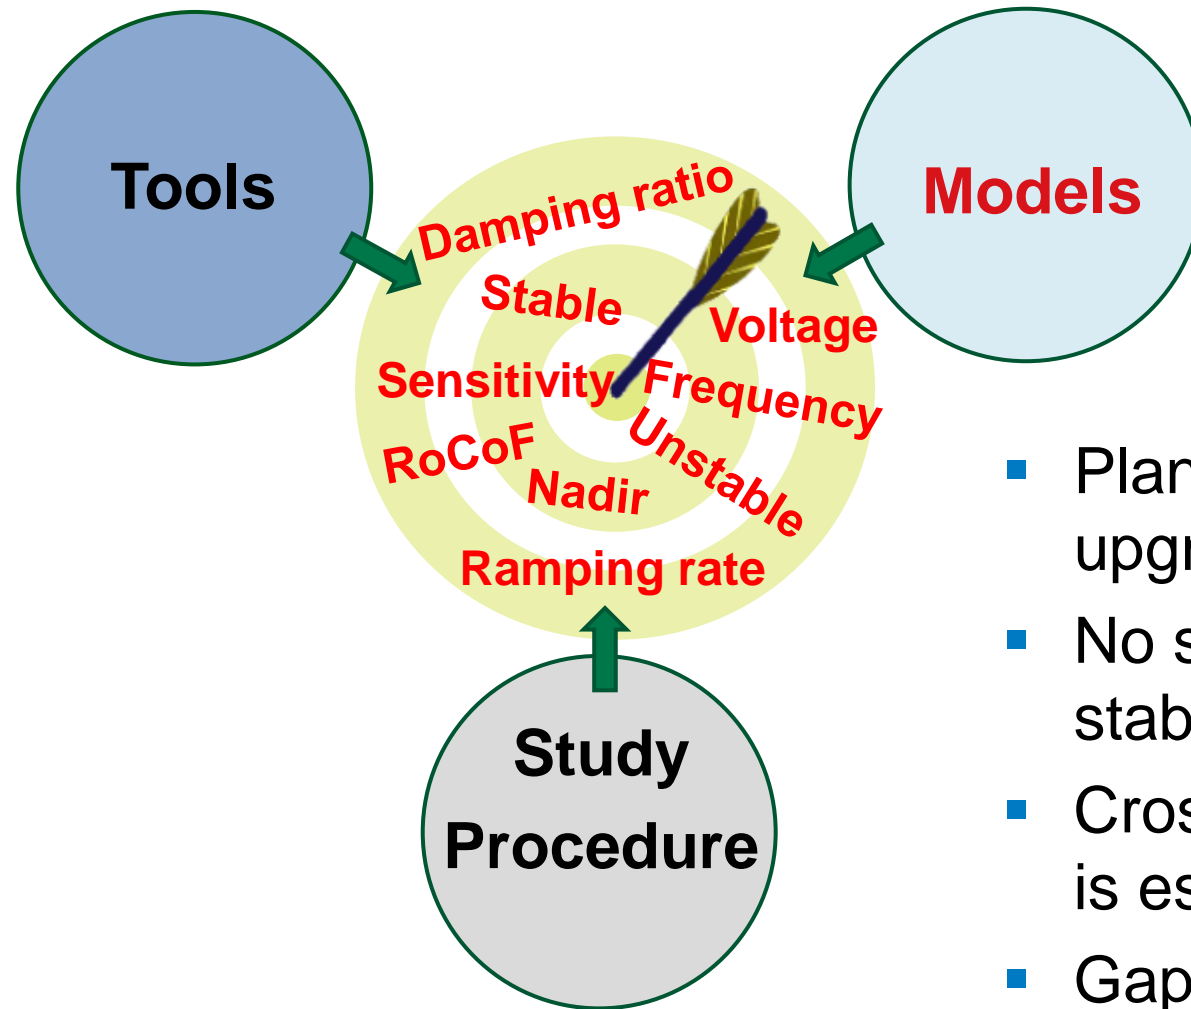 Tools
Models
Damping ratio
Stable
Voltage
Sensitivity
Frequency
Unstable
RoCoF
Nadir
Ramping rate
Study
Procedure
▪ Plan
upgr
▪ No s
stab
▪ Cros
is es
▪ Gap